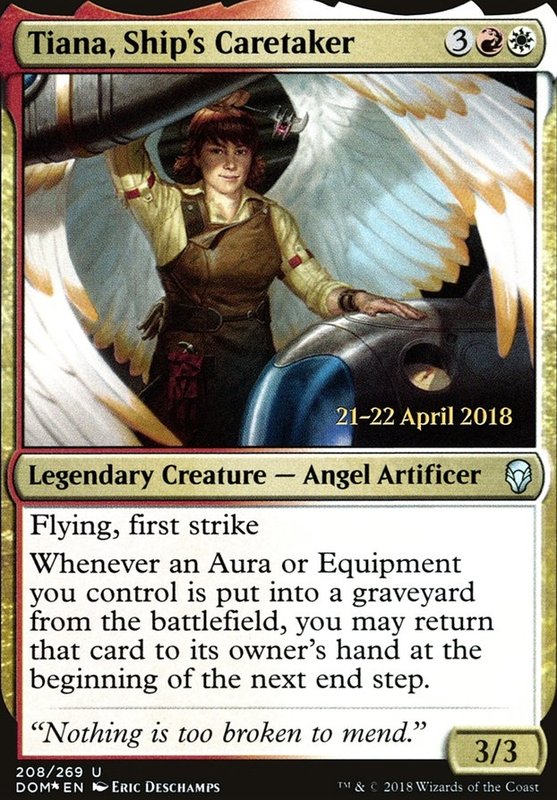 Tiana, Ship's Caretaker 3
21–22 April 2018
Legendary Creature — Angel Artificer
Flying, first strike
Whenever an Aura or Equipment
you control is put into a graveyard
from the battlefield, you may return
that card to its owner's hand at the
beginning of the next end step.
“Nothing is too broken to mend.”
3/3
208/269 U
DOM★EN Eric Deschamps
™ & © 2018 Wizards of the Coast